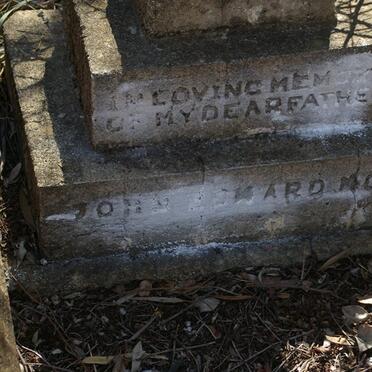 IN LOVING MEM
OF MY DEAR FATHE
JOHN